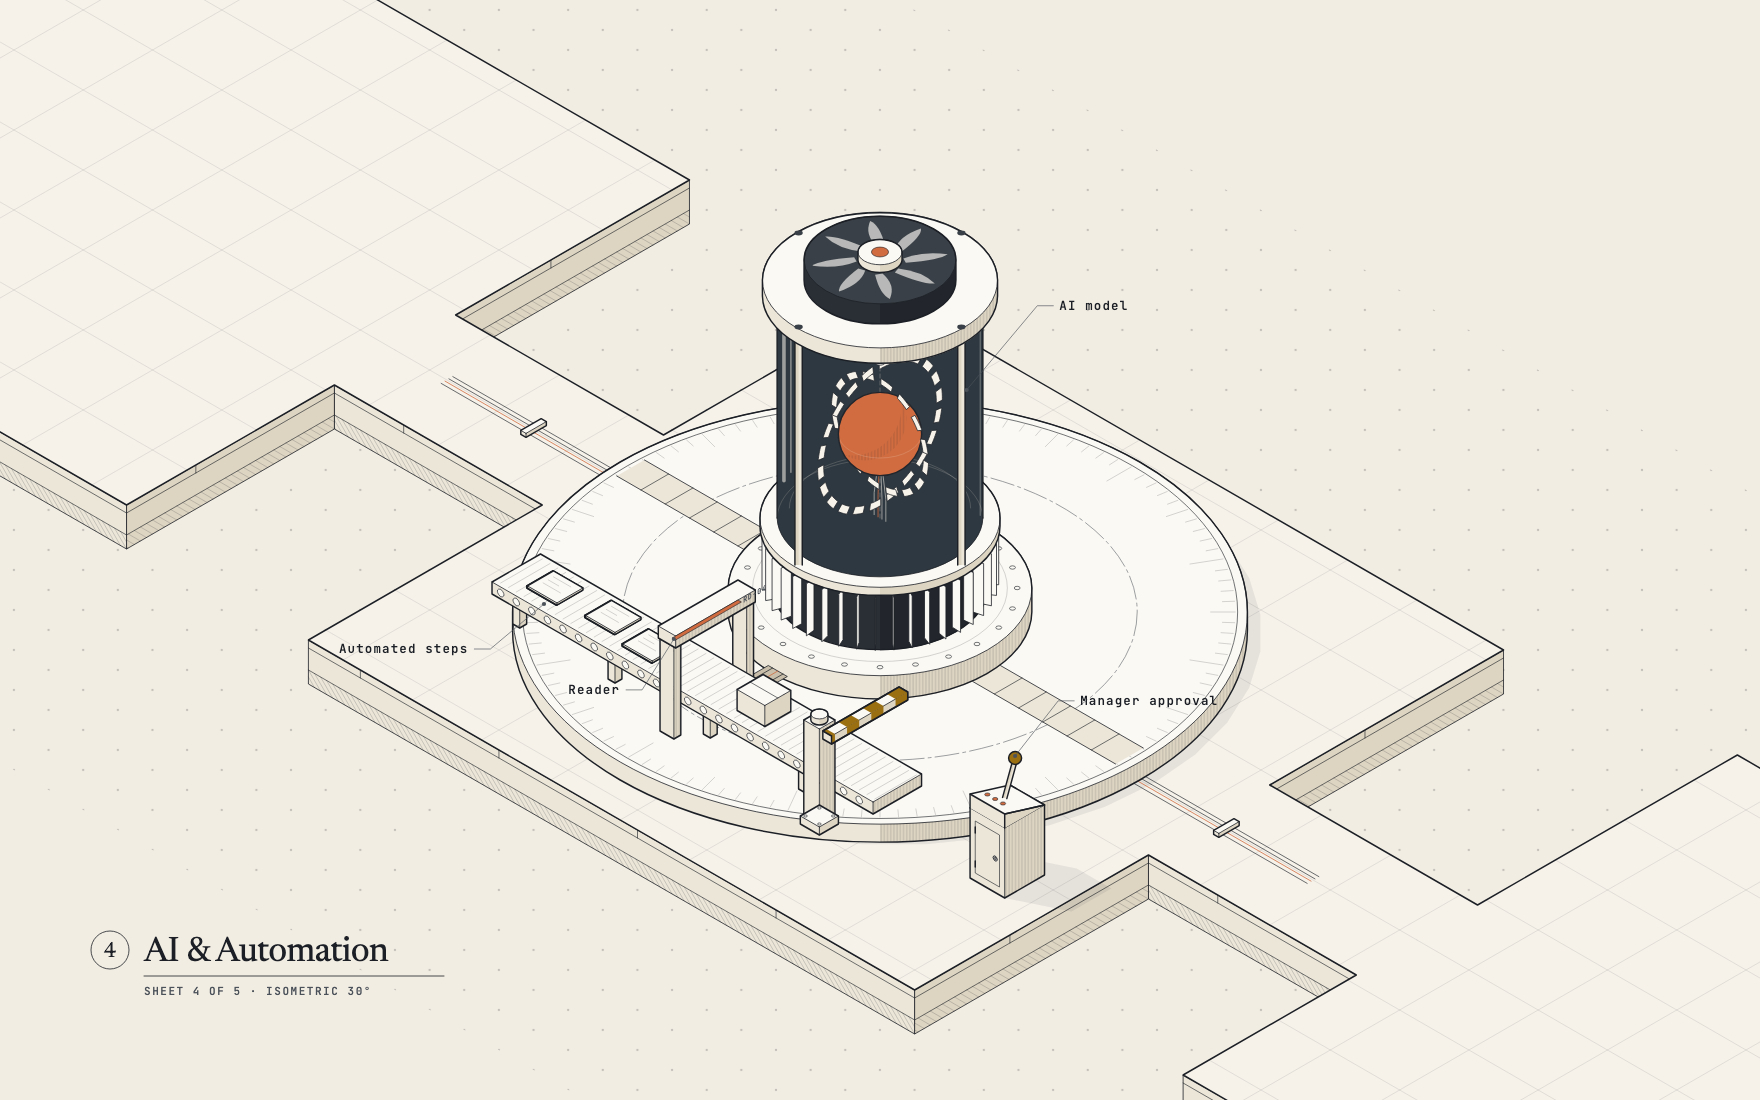 AI model
Automated steps
Reader
Manager approval
4
AI & Automation
SHEET 4 OF 5 · ISOMETRIC 30°